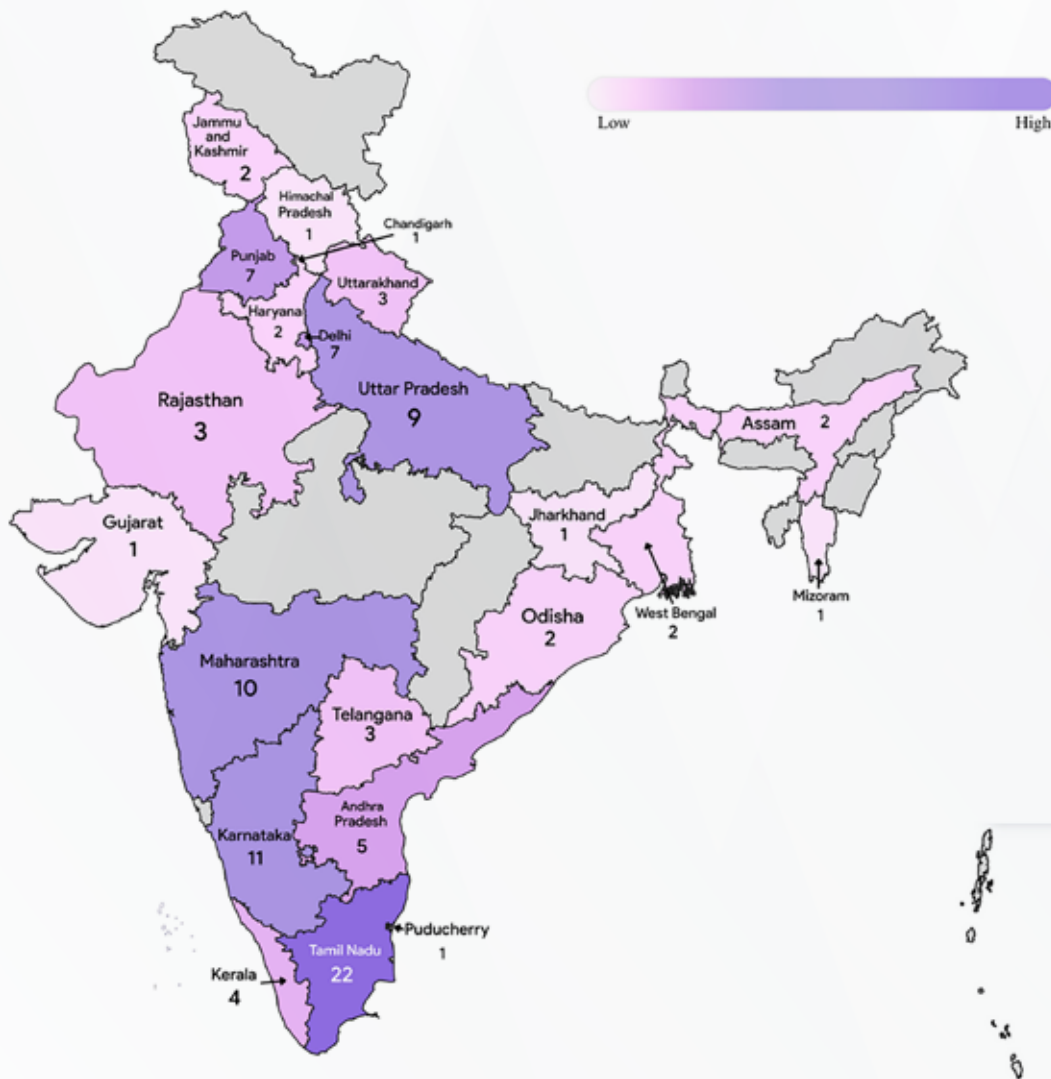 Low
High
Jammu
and
Kashmir
2
Himachal
Pradesh
1
Chandigarh
1
Punjab
7
Uttarakhand
3
Haryana
2
Delhi
7
Uttar Pradesh
9
Rajasthan
3
Assam 2
Gujarat
1
Jharkhand
1
Mizoram
1
West Bengal
2
Odisha
2
Maharashtra
10
Telangana
3
Andhra
Pradesh
5
Karnataka
11
Puducherry
1
Tamil Nadu
22
Kerala
4